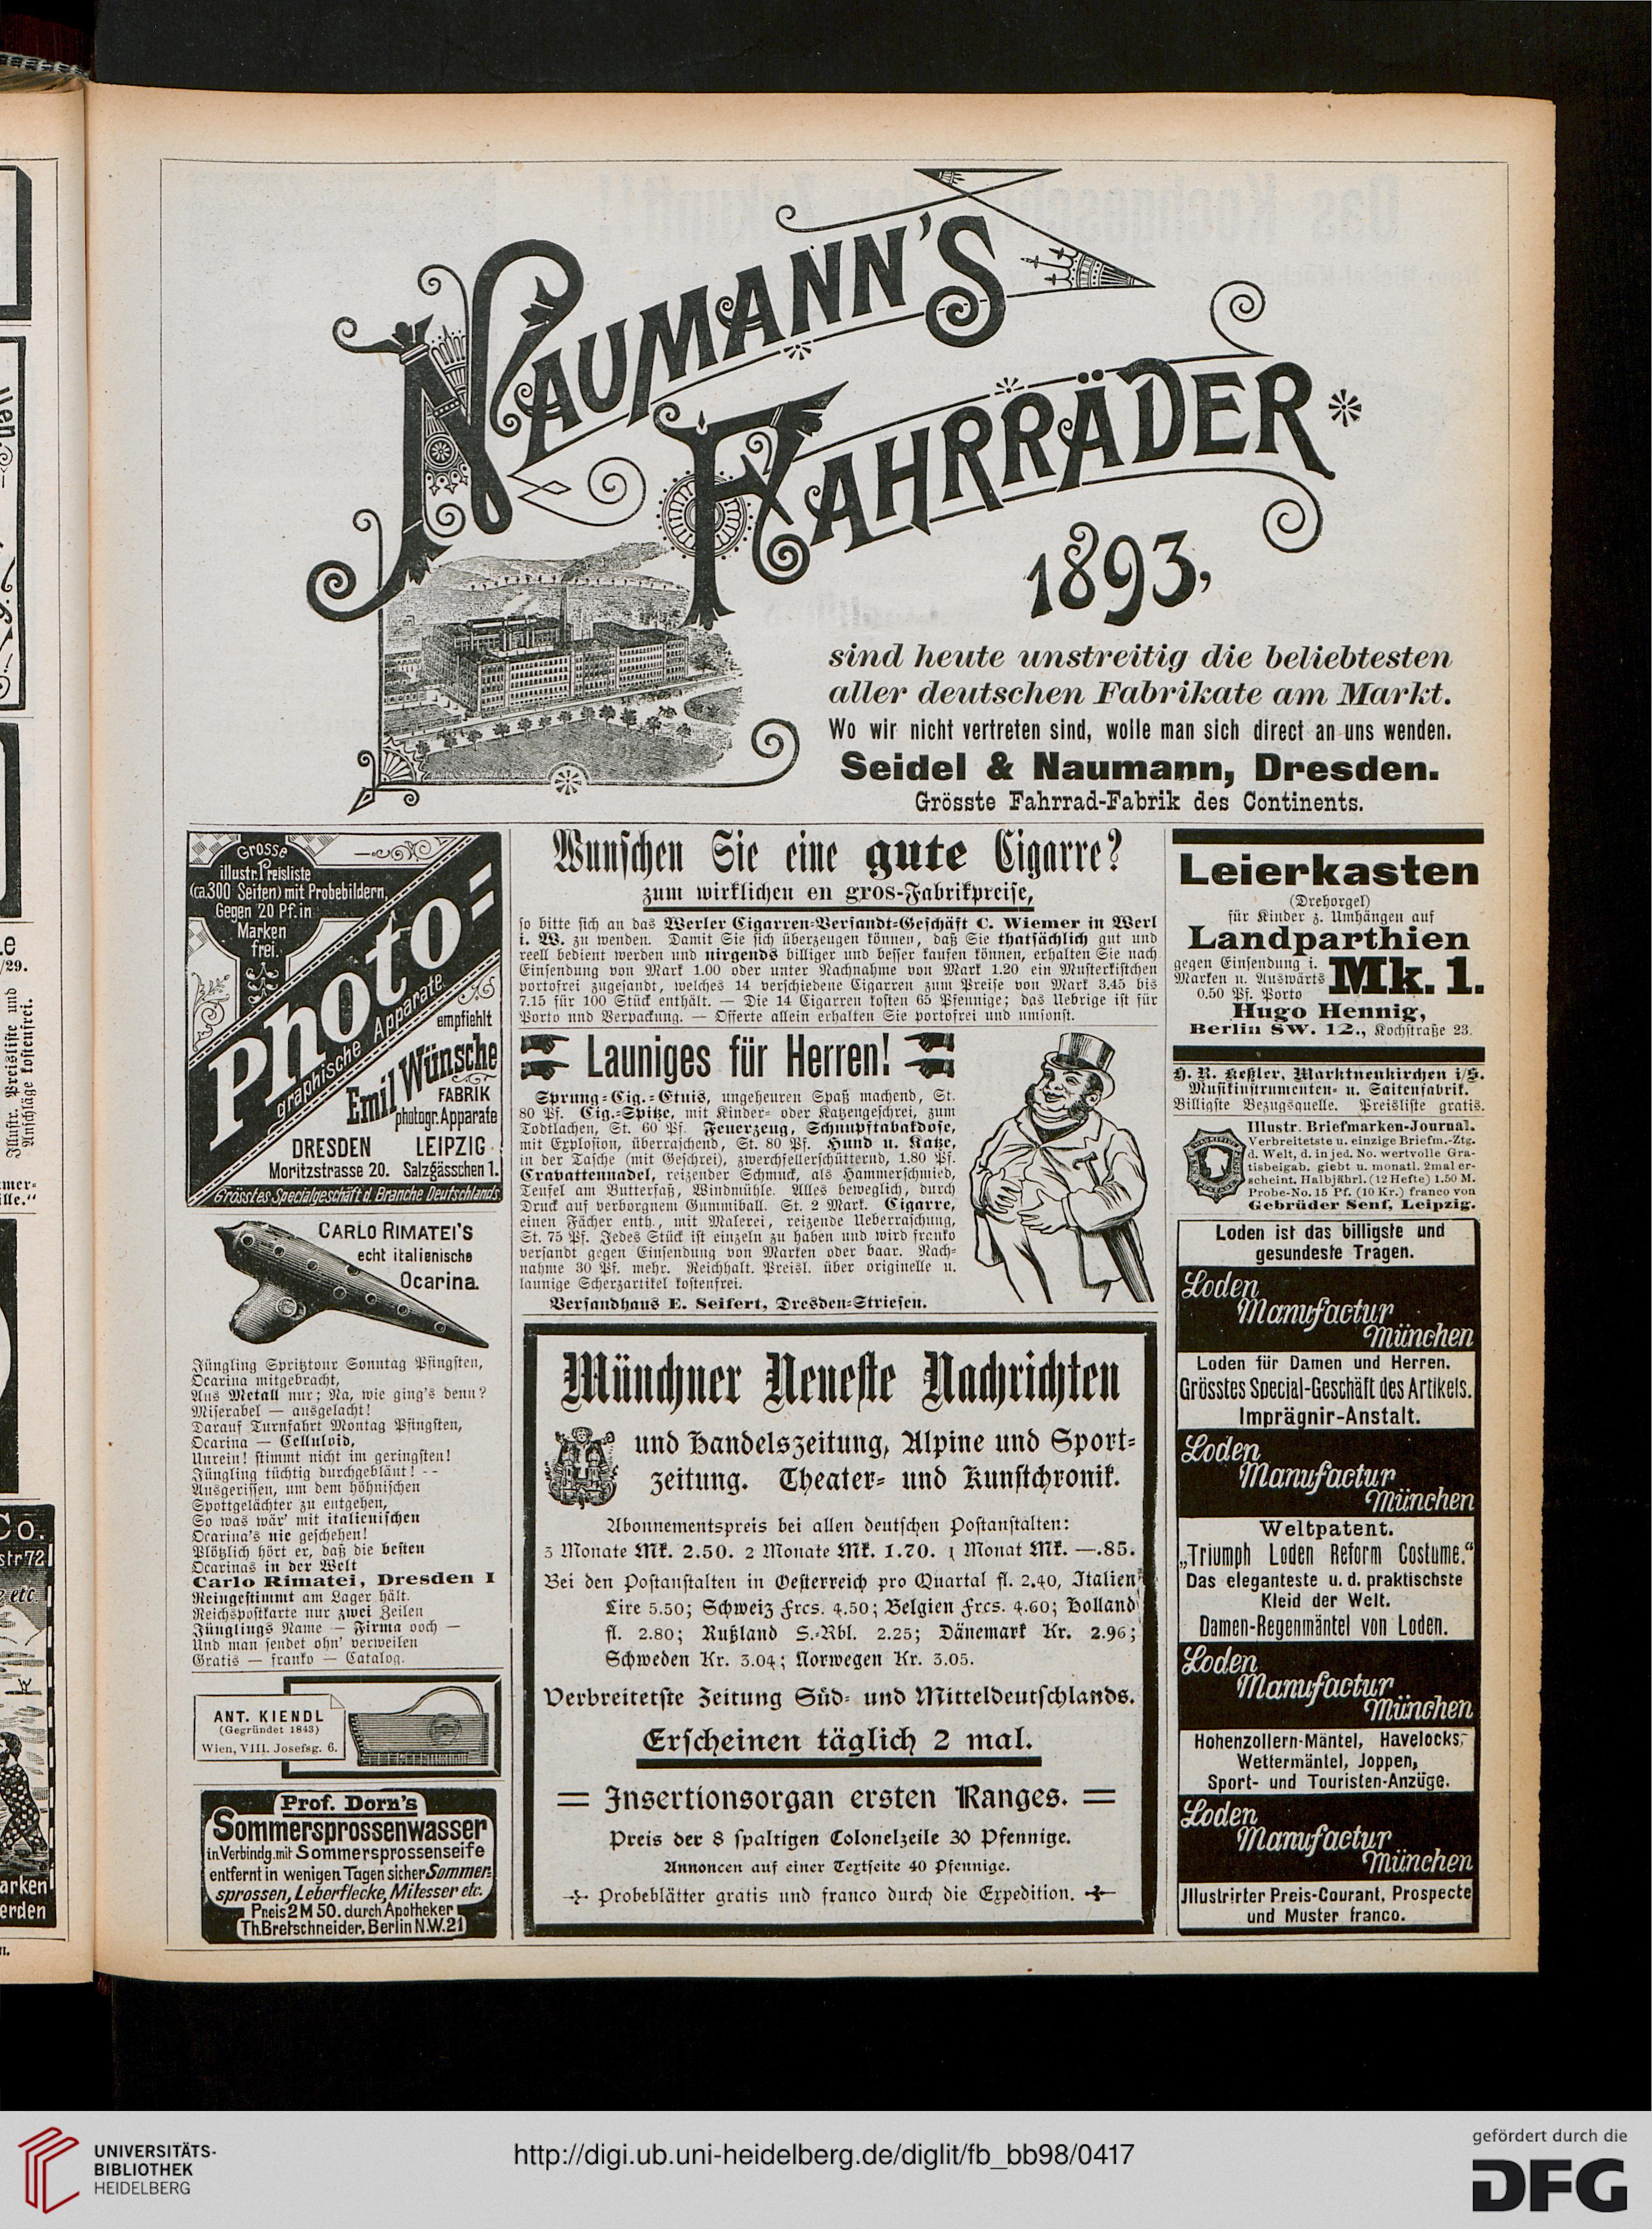 NAUMANN'S
FAHRRÄDER
1893,
sind heute unstreitig die beliebtesten
aller deutschen Fabrikate am Markt.
Wo wir nicht vertreten sind, wolle man sich direct an uns wenden.
Seidel & Naumann, Dresden.
Grösste Fahrrad-Fabrik des Continents.
Grosse
illustr. Preisliste
(ca. 300 Seiten) mit Probebildern,
Gegen 20 Pf. in
Marken
frei.
Photo=
graphische Apparate
empfiehlt
Emil Wünsche
FABRIK
photogr. Apparate
DRESDEN LEIPZIG
Moritzstrasse 20. Salzgässchen 1.
Grösstes Specialgeschäft d. Branche Deutschlands
CARLO RIMATEI'S
echt italienische
Ocarina.
Jüngling Spritztour Sonntag Pfingsten,
Ocarina mitgebracht,
Aus Metall nur; Na, wie ging's denn?
Miserabel — ausgelacht!
Darauf Turnfahrt Montag Pfingsten,
Ocarina — Celluloid,
Unrein! stimmt nicht im geringsten!
Jüngling tüchtig durchgebläut! - -
Ausgerissen, um dem höhnischen
Spottgelächter zu entgehen,
So was wär' mit italienischen
Ocarina's nie geschehen!
Plötzlich hört er, daß die besten
Ocarinas in der Welt
Carlo Rimatei, Dresden I
Reingestimmt am Lager hält.
Reichspostkarte nur zwei Zeilen
Jünglings Name — Firma och —
Und man sendet ohn' verweilen
Gratis — franko — Catalog.
ANT. KIENDL
(Gegründet 1843)
Wien, VIII. Josefsg. 6.
Prof. Dorn's
Sommersprossenwasser
in Verbindg. mit Sommersprossenseife
entfernt in wenigen Tagen sicher Sommer-
sprossen, Leberflecke, Mitesser etc.
Preis 2 M 50. durch Apotheker
Th. Bretschneider, Berlin N.W. 21
Wunschen Sie eine gute Cigarre?
zum wirklichen en gros-Fabrikpreise,
so bitte sich an das Werler Cigarren-Versandt-Geschäft C. Wiemer in Werl
i. W. zu wenden. Damit Sie sich überzeugen können, daß Sie thatsächlich gut und
reell bedient werden und nirgends billiger und besser kaufen können, erhalten Sie nach
Einsendung von Mark 1.00 oder unter Nachnahme von Mark 1.20 ein Musterkistchen
portofrei zugesandt, welches 14 verschiedene Cigarren zum Preise von Mark 3.45 bis
7.15 für 100 Stück enthält. — Die 14 Cigarren kosten 65 Pfennige; das Uebrige ist für
Porto und Verpackung. — Offerte allein erhalten Sie portofrei und umsonst.
Launiges für Herren!
Sprung-Cig.-Etuis, ungeheuren Spaß machend, St.
80 Pf. Cig.-Spitze, mit Kinder- oder Katzengeschrei, zum
Todtlachen, St. 60 Pf. Feuerzeug, Schnupftabakdose,
mit Explosion, überraschend, St. 80 Pf. Hund u. Katze,
in der Tasche (mit Geschrei), zwerchfellerschütternd, 1.80 Pf.
Cravattennadel, reizender Schmuck, als Hammerschmied,
Teufel am Butterfaß, Windmühle. Alles beweglich, durch
Druck auf verborgnem Gummiball. St. 2 Mark. Cigarre,
einen Fächer enth., mit Malerei, reizende Ueberraschung,
St. 75 Pf. Jedes Stück ist einzeln zu haben und wird franko
versandt gegen Einsendung von Marken oder baar. Nach-
nahme 30 Pf. mehr. Reichhalt. Preisl. über originelle u.
launige Scherzartikel kostenfrei.
Versandhaus E. Seifert, Dresden-Striesen.
Münchner Neueste Nachrichten
und Handelszeitung, Alpine und Sport-
zeitung. Theater- und Kunstchronik.
Abonnementspreis bei allen deutschen Postanstalten:
3 Monate Mk. 2.50. 2 Monate Mk. 1.70. 1 Monat Mk. —.85.
Bei den Postanstalten in Oesterreich pro Quartal fl. 2.40, Italien
Lire 5.50; Schweiz Frcs. 4.50; Belgien Frcs. 4.60; Holland
fl. 2.80; Rußland S.-Rbl. 2.25; Dänemark Kr. 2.96;
Schweden Kr. 3.04; Norwegen Kr. 3.05.
Verbreitetste Zeitung Süd- und Mitteldeutschlands.
Erscheinen täglich 2 mal.
= Insertionsorgan ersten Ranges. =
Preis der 8 spaltigen Colonelzeile 30 Pfennige.
Annoncen auf einer Textseite 40 Pfennige.
Probeblätter gratis und franco durch die Expedition.
Leierkasten
(Drehorgel)
für Kinder z. Umhängen auf
Landparthien
gegen Einsendung i.
Marken u. Auswärts
0.50 Pf. Porto
Mk. 1.
Hugo Hennig,
Berlin SW. 12., Kochstraße 23.
H. R. Keßler, Marktneukirchen i/S.
Musikinstrumenten- u. Saitenfabrik.
Billigste Bezugsquelle. Preisliste gratis.
Illustr. Briefmarken-Journal.
Verbreitetste u. einzige Briefm.-Ztg.
d. Welt, d. in jed. No. wertvolle Gra-
tisbeigab. giebt u. monatl. 2mal er-
scheint. Halbjährl. (12 Hefte) 1.50 M.
Probe-No. 15 Pf. (10 Kr.) franco von
Gebrüder Senf, Leipzig.
Loden ist das billigste und
gesundeste Tragen.
Loden
Manufactur
München
Loden für Damen und Herren.
Grösstes Special-Geschäft des Artikels.
Imprägnir-Anstalt.
Loden
Manufactur
München
Weltpatent.
„Triumph Loden Reform Costume."
Das eleganteste u. d. praktischste
Kleid der Welt.
Damen-Regenmäntel von Loden.
Loden
Manufactur
München
Hohenzollern-Mäntel, Havelocks,
Wettermäntel, Joppen,
Sport- und Touristen-Anzüge.
Loden
Manufactur
München
Jllustrirter Preis-Courant, Prospecte
und Muster franco.
/29.
Illustr. Preisliste und
Anschläge kostenfrei.
Co.
str 72
etc.
arken
erden
UNIVERSITÄTS-
BIBLIOTHEK
HEIDELBERG
http://digi.ub.uni-heidelberg.de/diglit/fb_bb98/0417
gefördert durch die
DFG